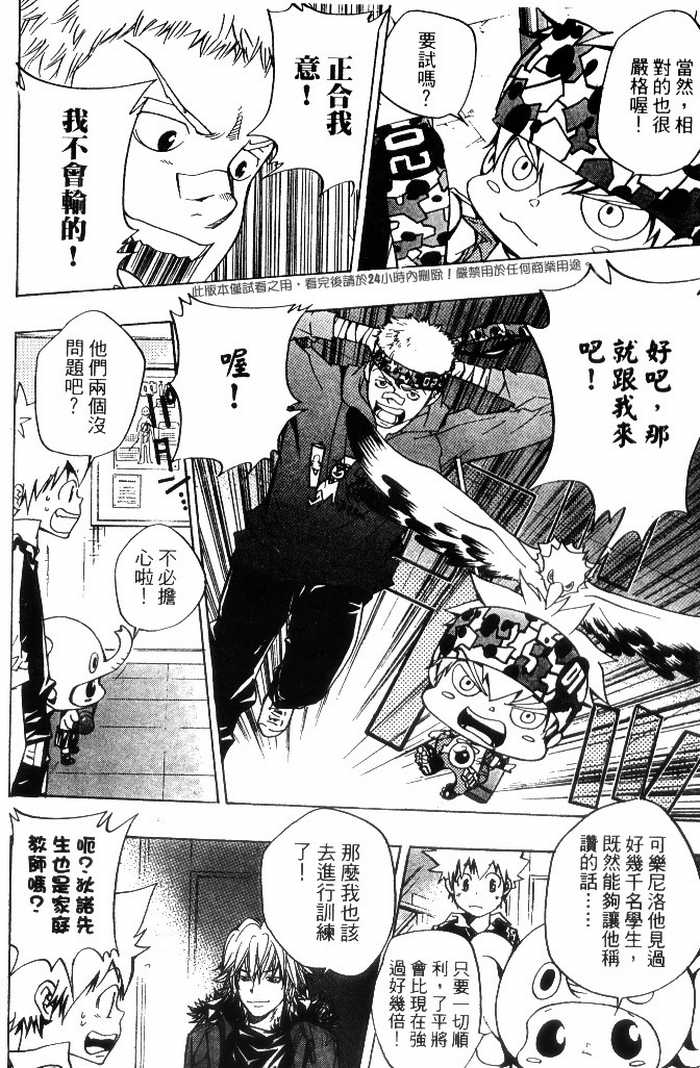 當然，相
對的也很
嚴格喔！
要試嗎？
正合我
意！
我不會輸的！
此版本僅試看之用，看完後請於24小時內刪除！嚴禁用於任何商業用途。
好吧，那
就跟我來
吧！
喔！
他們兩個沒
問題吧？
不必擔
心啦！
可樂尼洛他見過
好幾千名學生，
既然能夠讓他稱
讚的話……
只要一切順
利，了平將
會比現在強
過好幾倍！
那麼我也該
去進行訓練
了！
呃？狄諾先
生也是家庭
教師嗎？